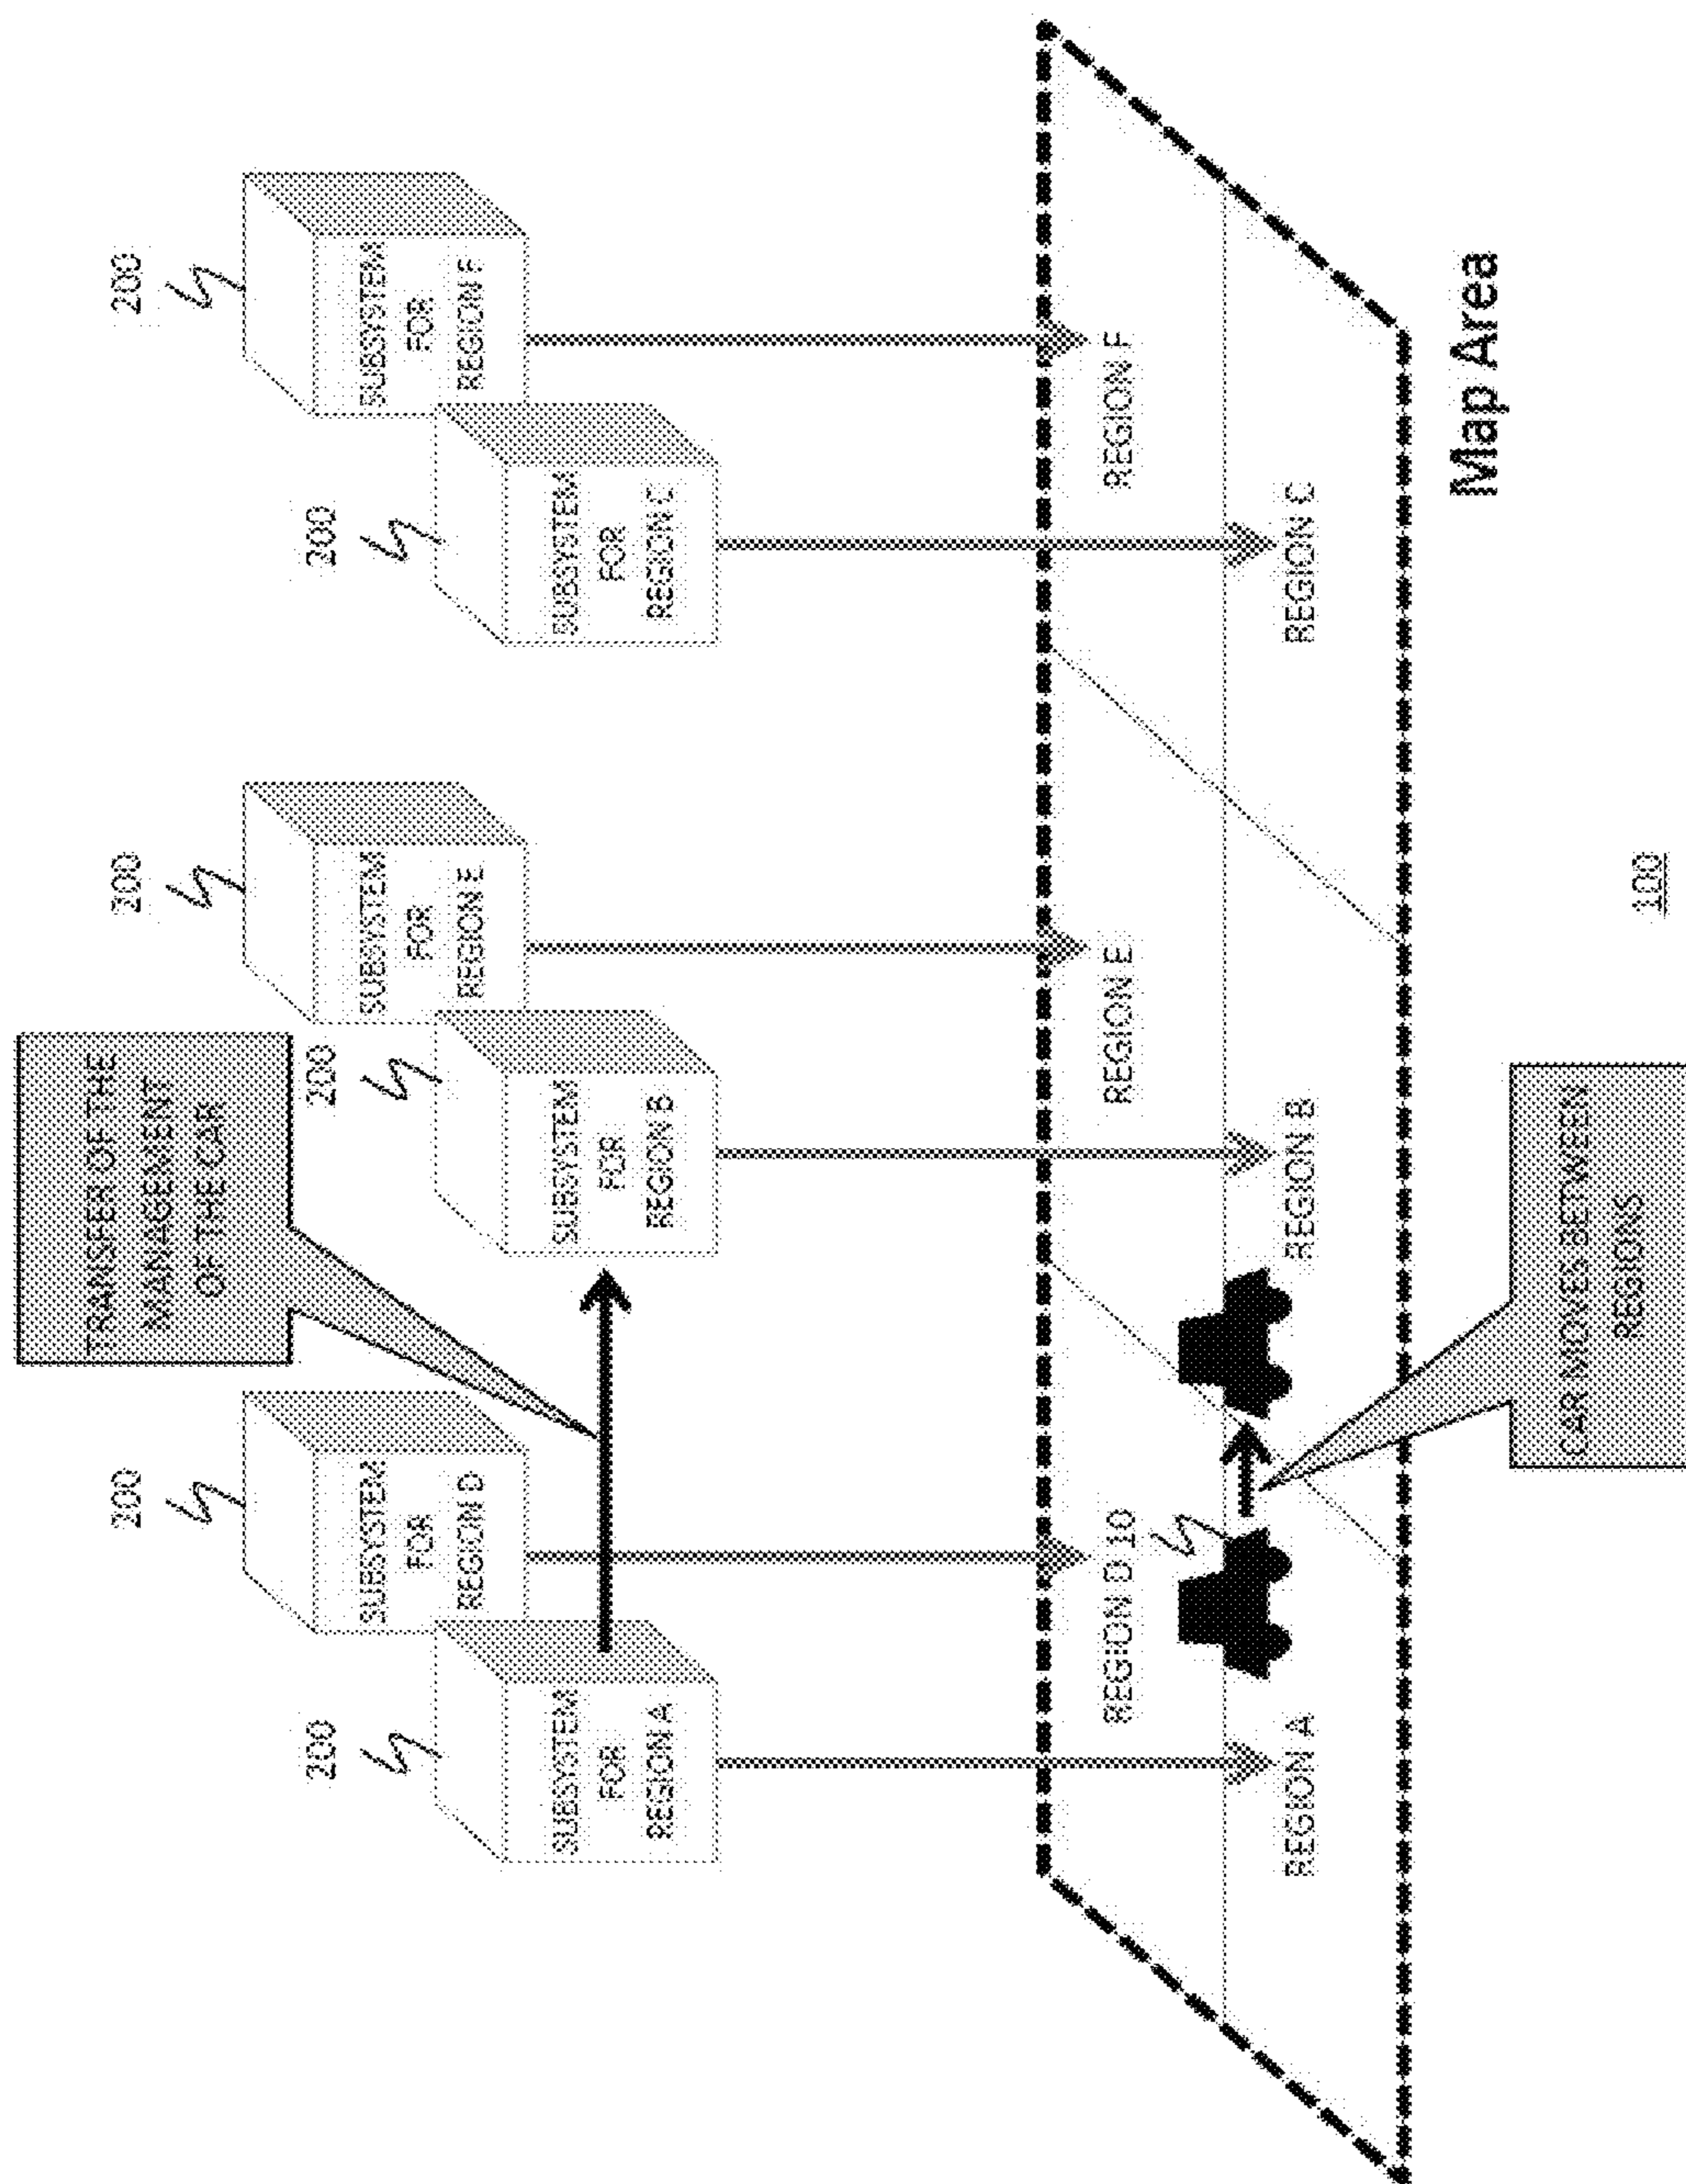 TRANSFER OF THE
MANAGEMENT
OF THE CAR
200
SUBSYSTEM
FOR
REGION D
200
SUBSYSTEM
FOR
REGION E
200
SUBSYSTEM
FOR
REGION F
200
SUBSYSTEM
FOR
REGION A
200
SUBSYSTEM
FOR
REGION B
200
SUBSYSTEM
FOR
REGION C
REGION D
10
REGION E
REGION F
REGION A
REGION B
REGION C
Map Area
CAR MOVES BETWEEN
REGIONS
100